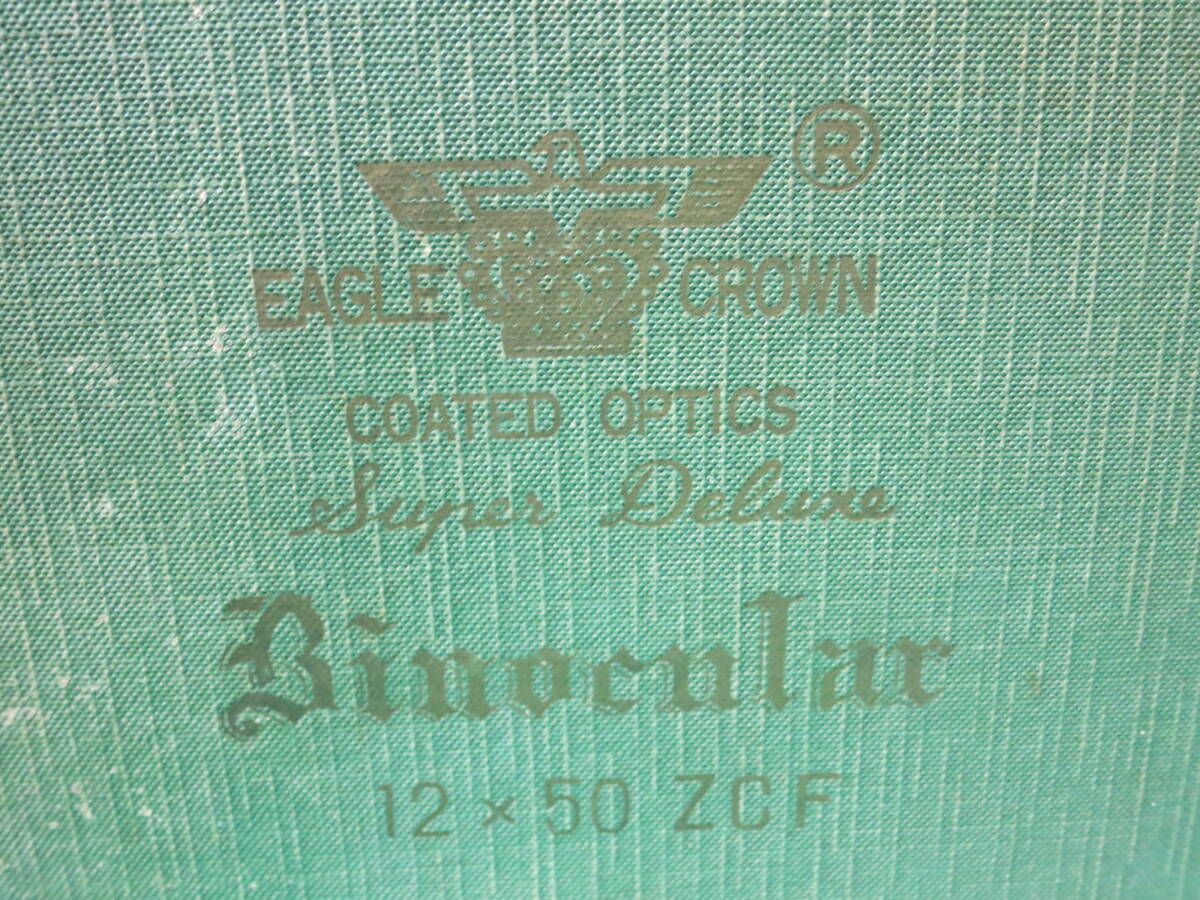 ®
EAGLE CROWN
COATED OPTICS
Super Deluxe
Binocular
12 × 50 ZCF